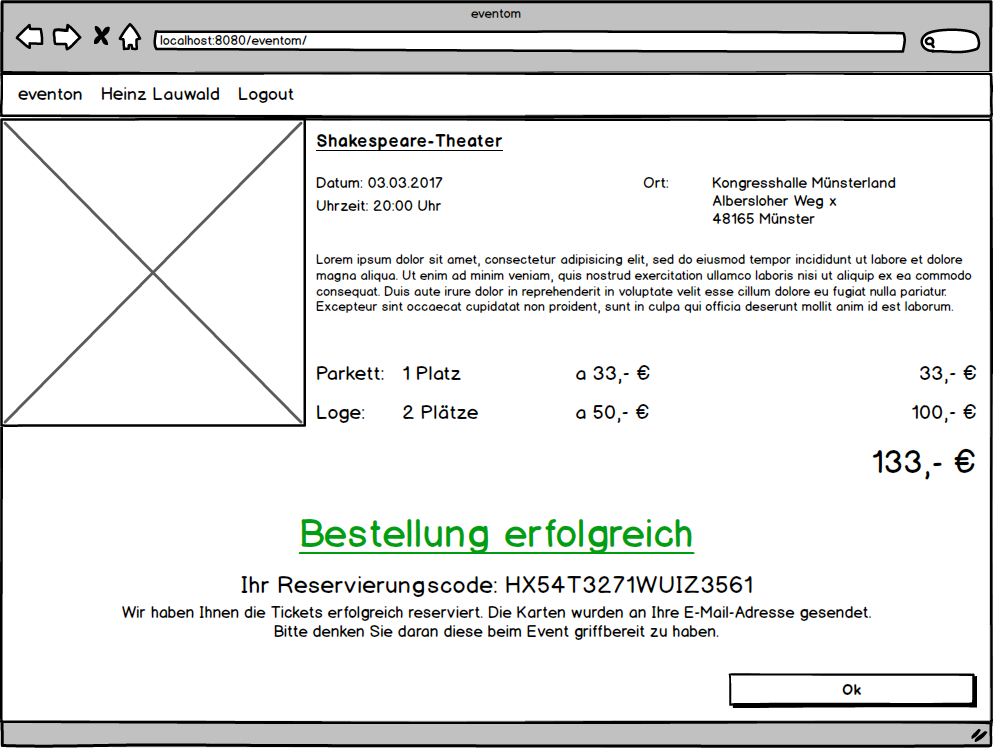 eventom
localhost:8080/eventom/
eventon Heinz Lauwald Logout
Shakespeare-Theater
Datum: 03.03.2017 Ort: Kongresshalle Münsterland
Uhrzeit: 20:00 Uhr Albersloher Weg x
48165 Münster
Lorem ipsum dolor sit amet, consectetur adipisicing elit, sed do eiusmod tempor incididunt ut labore et dolore
magna aliqua. Ut enim ad minim veniam, quis nostrud exercitation ullamco laboris nisi ut aliquip ex ea commodo
consequat. Duis aute irure dolor in reprehenderit in voluptate velit esse cillum dolore eu fugiat nulla pariatur.
Excepteur sint occaecat cupidatat non proident, sunt in culpa qui officia deserunt mollit anim id est laborum.
Parkett: 1 Platz a 33,- € 33,- €
Loge: 2 Plätze a 50,- € 100,- €
133,- €
Bestellung erfolgreich
Ihr Reservierungscode: HX54T3271WUIZ3561
Wir haben Ihnen die Tickets erfolgreich reserviert. Die Karten wurden an Ihre E-Mail-Adresse gesendet.
Bitte denken Sie daran diese beim Event griffbereit zu haben.
Ok